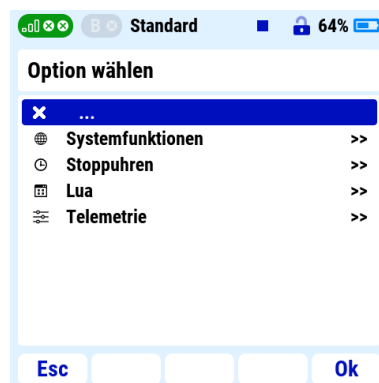 B Standard 64%
Option wählen
...
Systemfunktionen >>
Stoppuhren >>
Lua >>
Telemetrie >>
Esc Ok